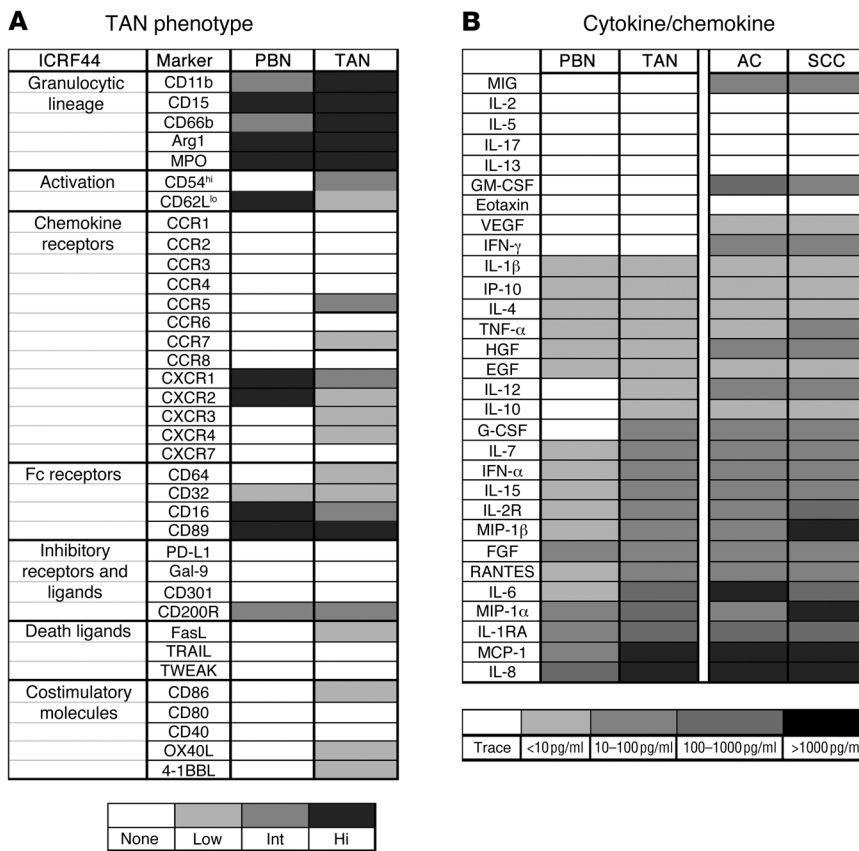 A TAN phenotype
ICRF44 Marker PBN TAN
Granulocytic CD11b
lineage CD15
CD66b
Arg1
MPO
Activation CD54hi
CD62Llo
Chemokine CCR1
receptors CCR2
CCR3
CCR4
CCR5
CCR6
CCR7
CCR8
CXCR1
CXCR2
CXCR3
CXCR4
CXCR7
Fc receptors CD64
CD32
CD16
CD89
Inhibitory PD-L1
receptors and Gal-9
ligands CD301
CD200R
Death ligands FasL
TRAIL
TWEAK
Costimulatory CD86
molecules CD80
CD40
OX40L
4-1BBL
None Low Int Hi
B Cytokine/chemokine
PBN TAN AC SCC
MIG
IL-2
IL-5
IL-17
IL-13
GM-CSF
Eotaxin
VEGF
IFN-γ
IL-1β
IP-10
IL-4
TNF-α
HGF
EGF
IL-12
IL-10
G-CSF
IL-7
IFN-α
IL-15
IL-2R
MIP-1β
FGF
RANTES
IL-6
MIP-1α
IL-1RA
MCP-1
IL-8
Trace <10 pg/ml 10–100 pg/ml 100–1000 pg/ml >1000 pg/ml